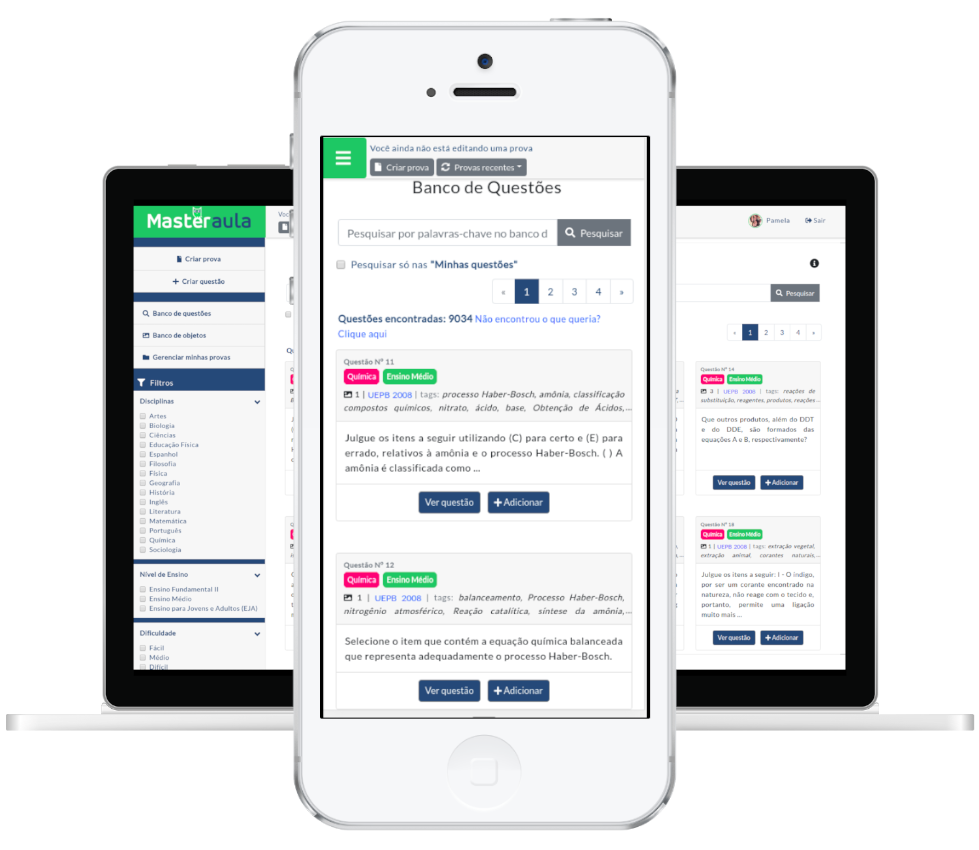 Você ainda não está editando uma prova
Criar prova
Provas recentes
Banco de Questões
Pesquisar por palavras-chave no banco d
Pesquisar
Pesquisar só nas "Minhas questões"
« 1 2 3 4 »
Questões encontradas: 9034 Não encontrou o que queria?
Clique aqui
Questão Nº 11
Química Ensino Médio
1 | UEPB 2008 | tags: processo Haber-Bosch, amônia, classificação
compostos químicos, nitrato, ácido, base, Obtenção de Ácidos,...
Julgue os itens a seguir utilizando (C) para certo e (E) para
errado, relativos à amônia e o processo Haber-Bosch. ( ) A
amônia é classificada como ...
Ver questão + Adicionar
Questão Nº 12
Química Ensino Médio
1 | UEPB 2008 | tags: balanceamento, Processo Haber-Bosch,
nitrogênio atmosférico, Reação catalítica, síntese da amônia,...
Selecione o item que contém a equação química balanceada
que representa adequadamente o processo Haber-Bosch.
Ver questão + Adicionar
Masteraula
Criar prova
+ Criar questão
Banco de questões
Banco de objetos
Gerenciar minhas provas
Filtros
Disciplinas
Artes
Biologia
Ciências
Educação Física
Espanhol
Filosofia
Física
Geografia
História
Inglês
Literatura
Matemática
Português
Química
Sociologia
Nível de Ensino
Ensino Fundamental II
Ensino Médio
Ensino para Jovens e Adultos (EJA)
Dificuldade
Fácil
Médio
Difícil
Pamela Sair
Pesquisar
« 1 2 3 4 »
Questão Nº 14
Química Ensino Médio
3 | UEPB 2008 | tags: reações de
substituição, reagentes, produtos, reações...
Que outros produtos, além do DDT
e do DDE, são formados das
equações A e B, respectivamente?
Ver questão + Adicionar
Questão Nº 18
Química Ensino Médio
1 | UEPB 2008 | tags: extração vegetal,
extração animal, corantes naturais,...
Julgue os itens a seguir: I - O índigo,
por ser um corante encontrado na
natureza, não reage com o tecido e,
portanto, permite uma ligação
muito mais ...
Ver questão + Adicionar